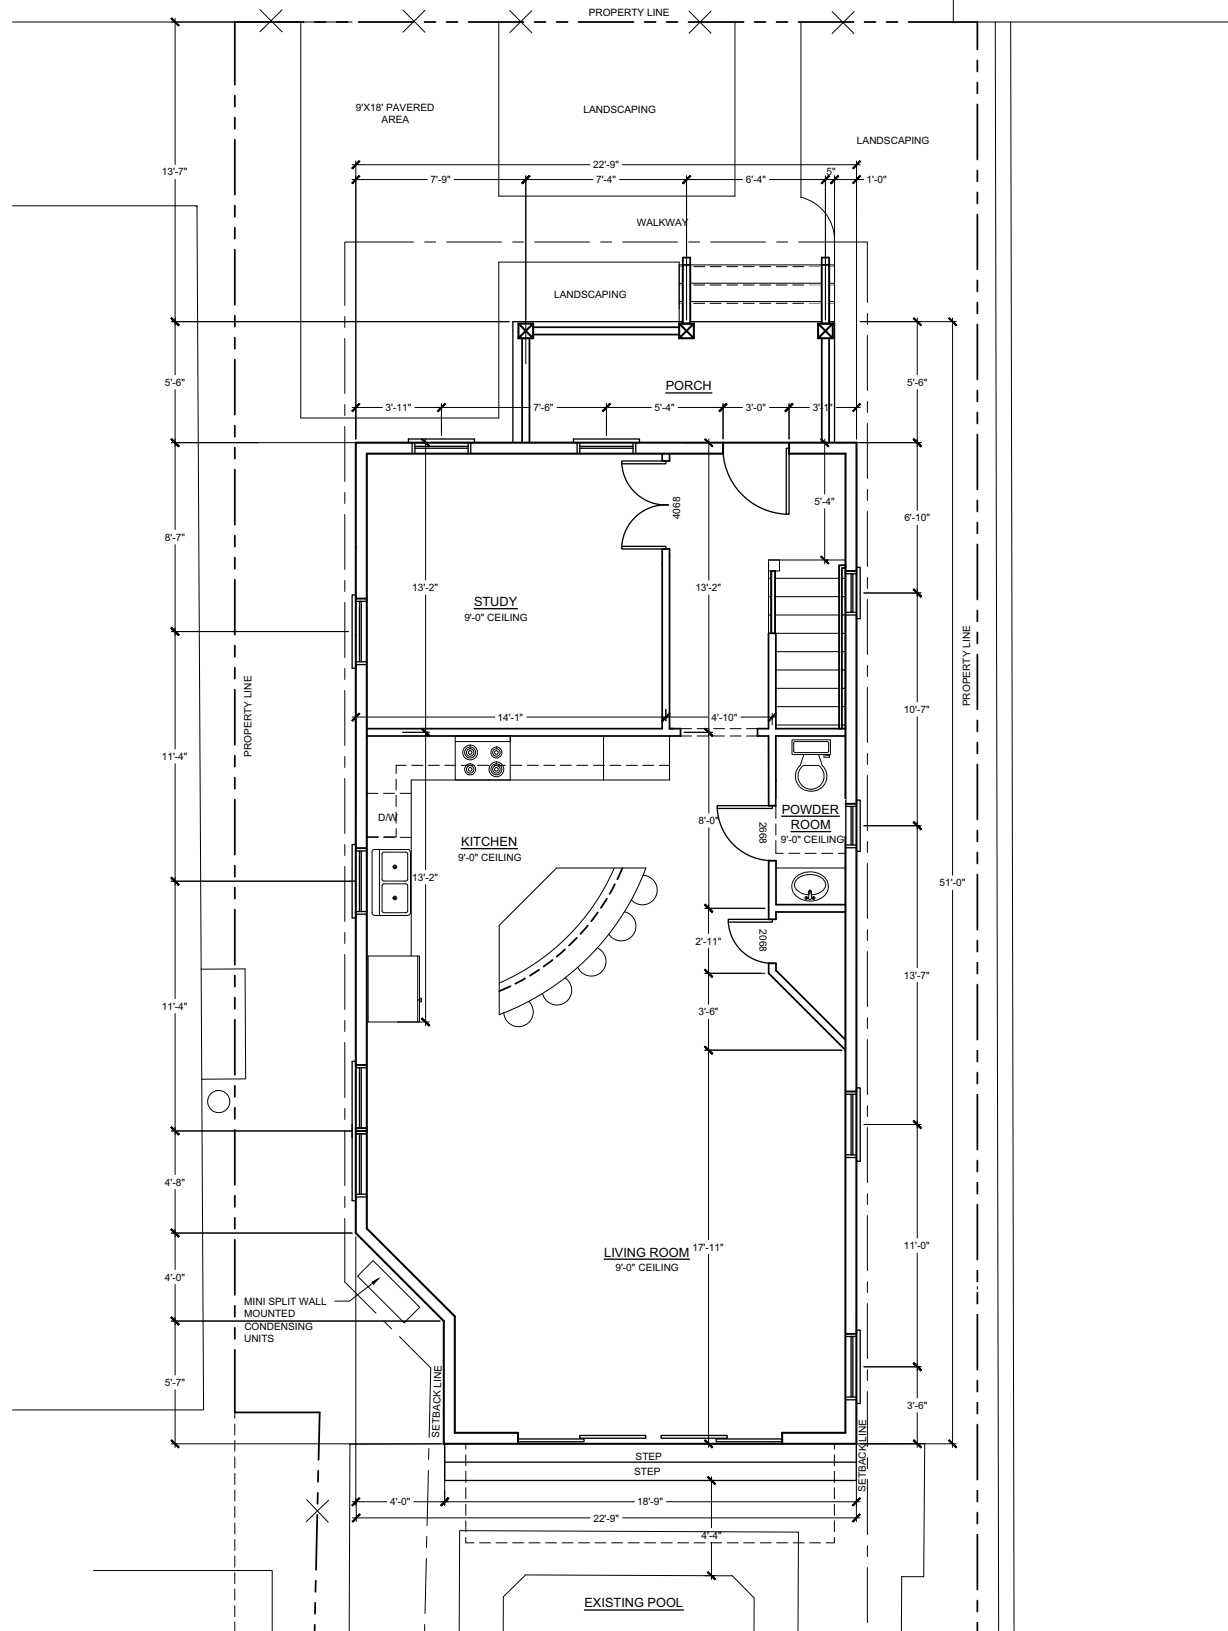 PROPERTY LINE
9'X18' PAVERED
AREA
LANDSCAPING
LANDSCAPING
13'-7"
22'-9"
7'-9"
7'-4"
6'-4"
5"
1'-0"
WALKWAY
LANDSCAPING
5'-6"
PORCH
5'-6"
3'-11"
7'-6"
5'-4"
3'-0"
3'-1"
4068
5'-4"
6'-10"
8'-7"
13'-2"
13'-2"
STUDY
9'-0" CEILING
PROPERTY LINE
PROPERTY LINE
14'-1"
4'-10"
10'-7"
11'-4"
D/W
KITCHEN
9'-0" CEILING
8'-0"
2668
POWDER
ROOM
9'-0" CEILING
13'-2"
51'-0"
2'-11"
2068
13'-7"
11'-4"
3'-6"
4'-8"
LIVING ROOM
9'-0" CEILING
17'-11"
11'-0"
4'-0"
MINI SPLIT WALL
MOUNTED
CONDENSING
UNITS
5'-7"
SETBACK LINE
3'-6"
SETBACK LINE
STEP
STEP
4'-0"
18'-9"
22'-9"
4'-4"
EXISTING POOL